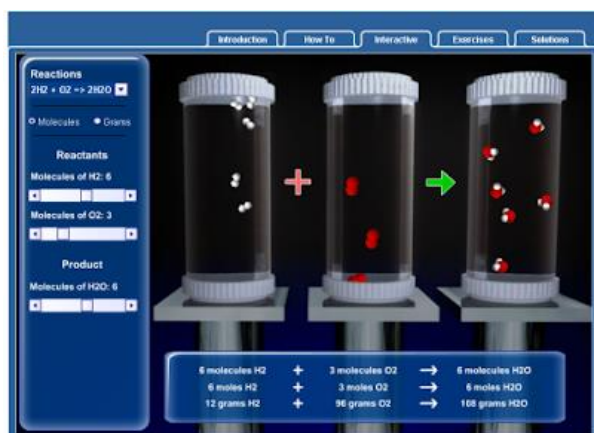 Introduction How To Interactive Exercises Solutions
Reactions
2H2 + O2 => 2H2O
Molecules Grams
Reactants
Molecules of H2: 6
Molecules of O2: 3
Product
Molecules of H2O: 6
6 molecules H2 + 3 molecules O2 → 6 molecules H2O
6 moles H2 + 3 moles O2 → 6 moles H2O
12 grams H2 + 96 grams O2 → 108 grams H2O